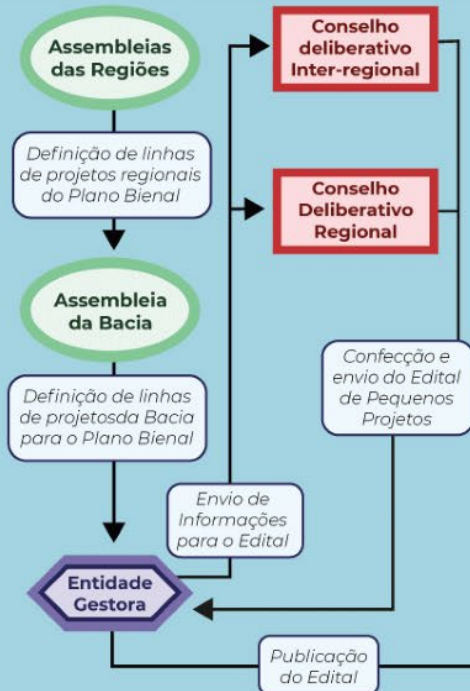 Assembleias
das Regiões
Definição de linhas
de projetos regionais
do Plano Bienal
Assembleia
da Bacia
Definição de linhas
de projetosda Bacia
para o Plano Bienal
Entidade
Gestora
Envio de
Informações
para o Edital
Conselho
deliberativo
Inter-regional
Conselho
Deliberativo
Regional
Confecção e
envio do Edital
de Pequenos
Projetos
Publicação
do Edital